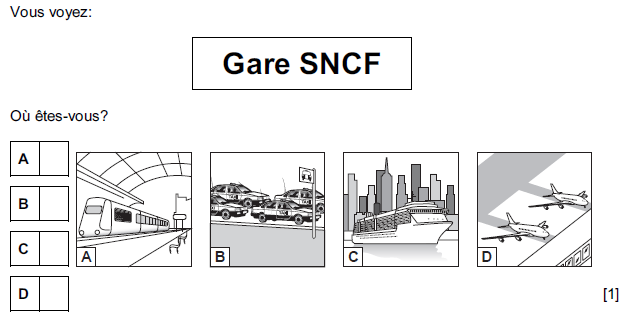 Vous voyez:
Gare SNCF
Où êtes-vous?
A
B
C
D
A
B
C
D
[1]